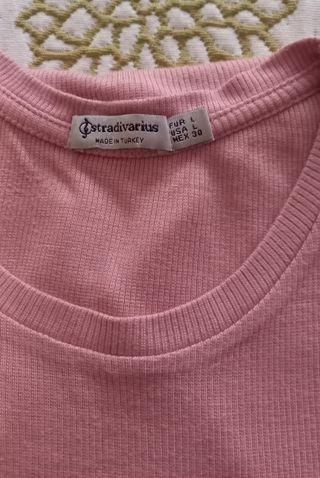 stradivarius
MADE IN TURKEY
EUR L
USA L
MEX 30